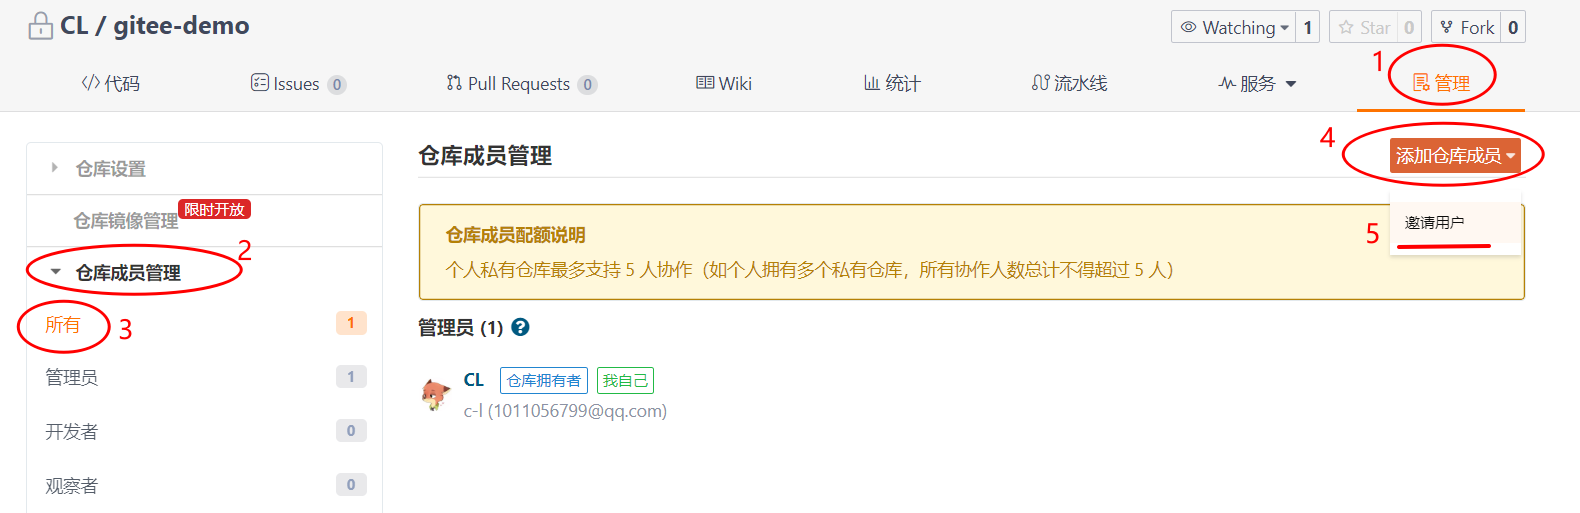 CL / gitee-demo
Watching 1 Star 0 Fork 0
代码 Issues 0 Pull Requests 0 Wiki 统计 流水线 服务 1 管理
仓库设置
仓库镜像管理 限时开放
2
仓库成员管理
所有 1
3
管理员 1
开发者 0
观察者 0
仓库成员管理
4 添加仓库成员
5 邀请用户
仓库成员配额说明
个人私有仓库最多支持 5 人协作（如个人拥有多个私有仓库，所有协作人数总计不得超过 5 人）
管理员 (1) ?
CL 仓库拥有者 我自己
c-l (1011056799@qq.com)